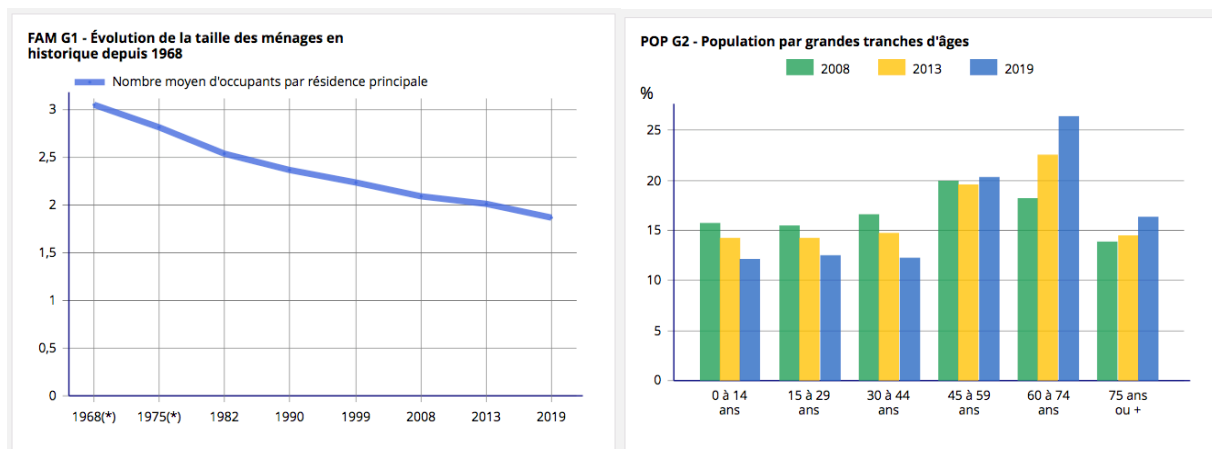 FAM G1 - Évolution de la taille des ménages en
historique depuis 1968
Nombre moyen d'occupants par résidence principale
3
2,5
2
1,5
1
0,5
0
1968(*) 1975(*) 1982 1990 1999 2008 2013 2019
POP G2 - Population par grandes tranches d'âges
2008 2013 2019
%
25
20
15
10
5
0
0 à 14 15 à 29 30 à 44 45 à 59 60 à 74 75 ans
ans ans ans ans ans ou +